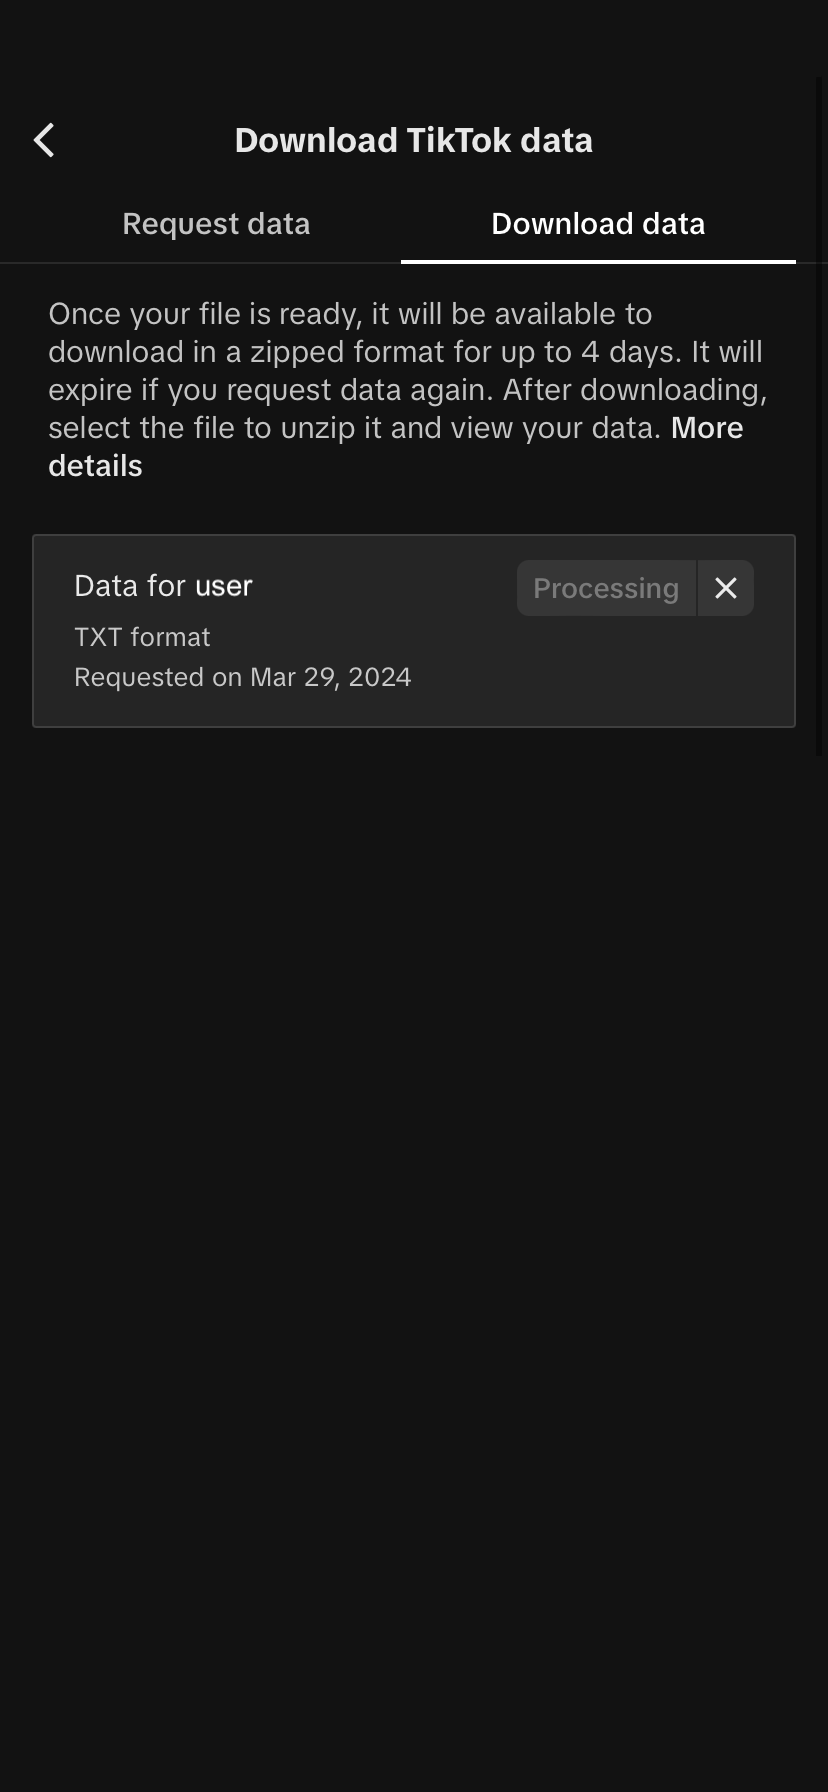 Download TikTok data
Request data
Download data
Once your file is ready, it will be available to
download in a zipped format for up to 4 days. It will
expire if you request data again. After downloading,
select the file to unzip it and view your data. More
details
Data for user
Processing
TXT format
Requested on Mar 29, 2024